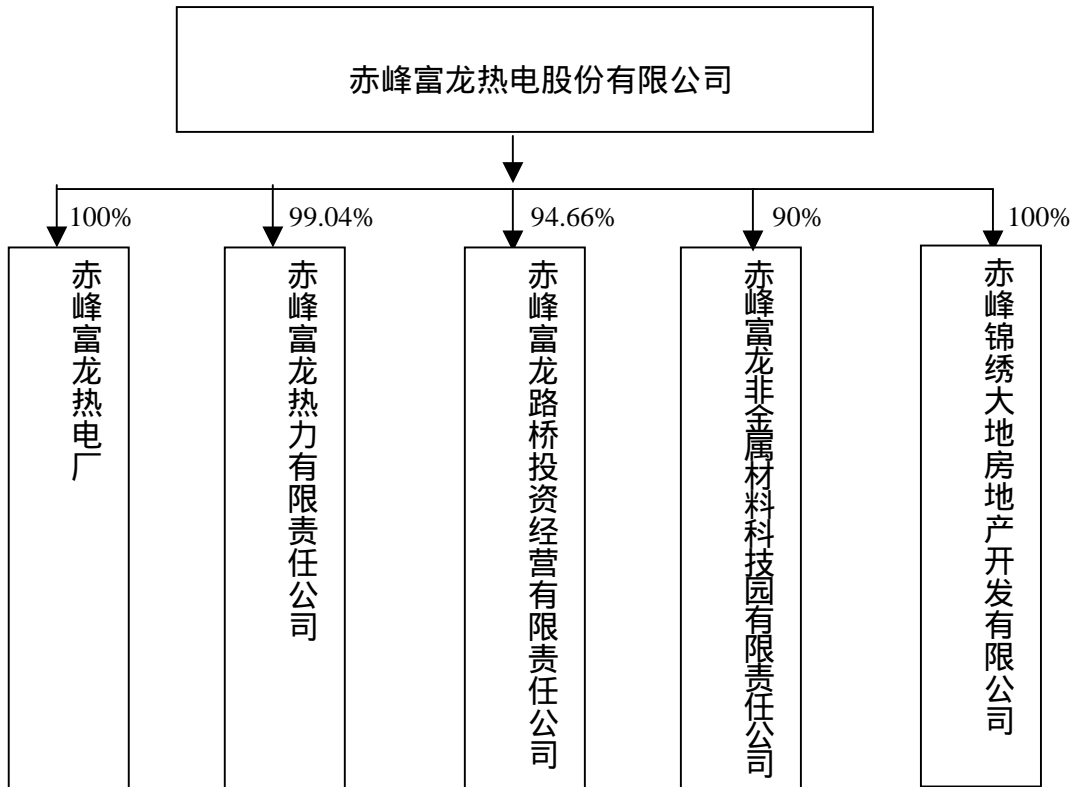 赤峰富龙热电股份有限公司
100%
99.04%
94.66%
90%
100%
赤峰富龙热电厂
赤峰富龙热力有限责任公司
赤峰富龙路桥投资经营有限责任公司
赤峰富龙非金属材料科技园有限责任公司
赤峰锦绣大地房地产开发有限公司